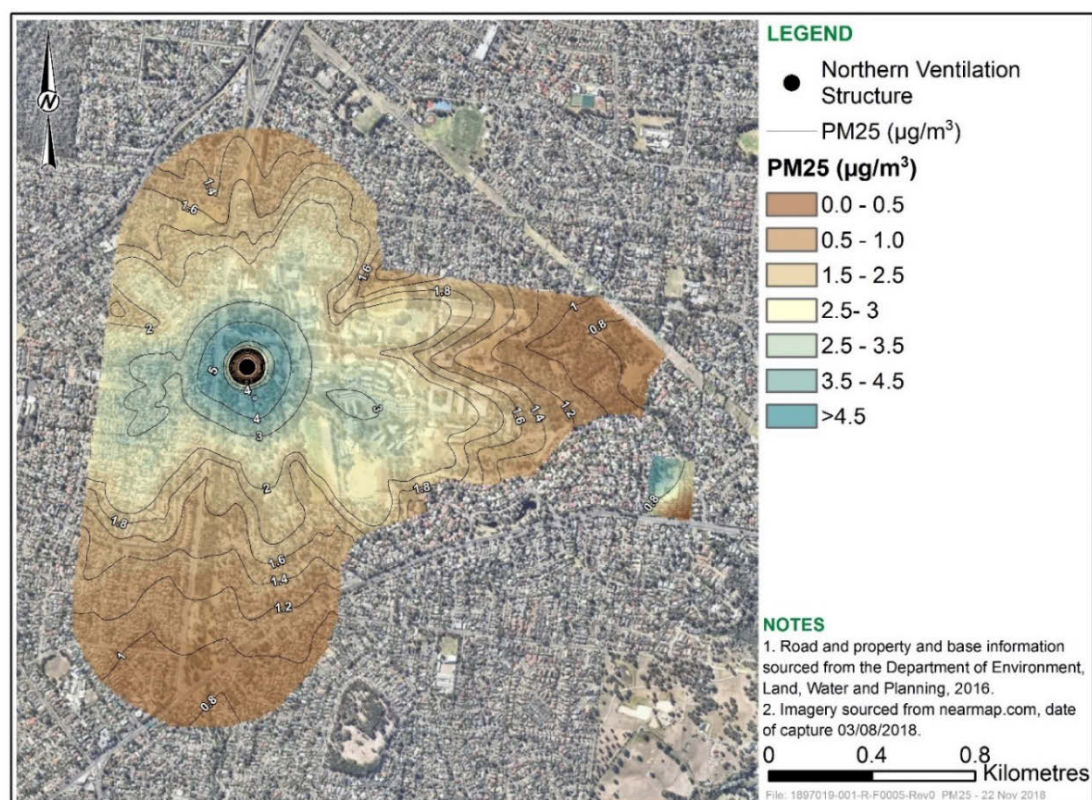 N
1.4
1.6
1.6
1.8
1
0.8
2
5
4
4
3
3
1.2
1.4
1.6
2
1.8
1.8
0.8
1.6
1.4
1.2
1
0.8
LEGEND
Northern Ventilation
Structure
PM25 (µg/m³)
PM25 (µg/m³)
0.0 - 0.5
0.5 - 1.0
1.5 - 2.5
2.5- 3
2.5 - 3.5
3.5 - 4.5
>4.5
NOTES
1. Road and property and base information
sourced from the Department of Environment,
Land, Water and Planning, 2016.
2. Imagery sourced from nearmap.com, date
of capture 03/08/2018.
0 0.4 0.8
Kilometres
File: 1897019-001-R-F0005-Rev0 PM25 - 22 Nov 2018